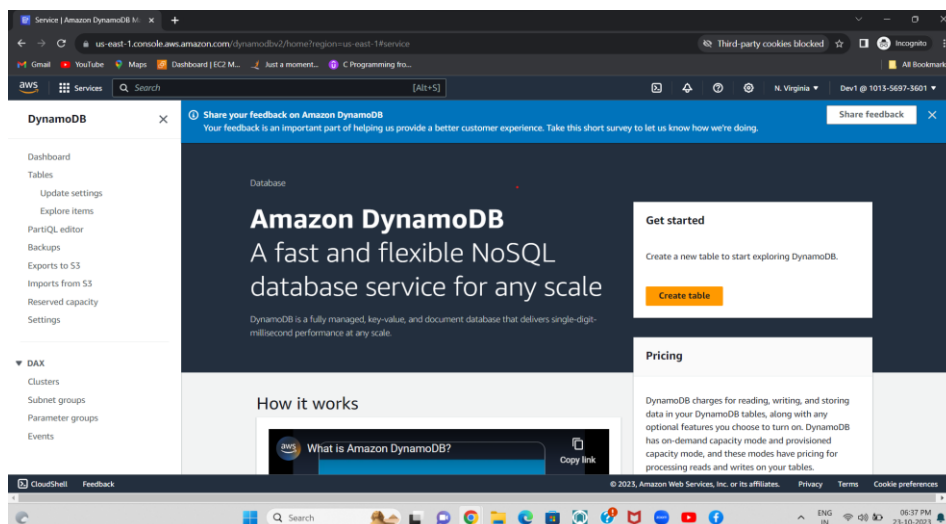 Service | Amazon DynamoDB M
us-east-1.console.aws.amazon.com/dynamodbv2/home?region=us-east-1#service
Third-party cookies blocked
Incognito
Gmail
YouTube
Maps
Dashboard | EC2 M...
Just a moment...
C Programming fro...
All Bookmark
aws
Services
Search
[Alt+S]
N. Virginia
Dev1 @ 1013-5697-3601
DynamoDB
Dashboard
Tables
Update settings
Explore items
PartiQL editor
Backups
Exports to S3
Imports from S3
Reserved capacity
Settings
DAX
Clusters
Subnet groups
Parameter groups
Events
Share your feedback on Amazon DynamoDB
Your feedback is an important part of helping us provide a better customer experience. Take this short survey to let us know how we're doing.
Share feedback
Database
Amazon DynamoDB
A fast and flexible NoSQL
database service for any scale
DynamoDB is a fully managed, key-value, and document database that delivers single-digit-
millisecond performance at any scale.
Get started
Create a new table to start exploring DynamoDB.
Create table
Pricing
DynamoDB charges for reading, writing, and storing
data in your DynamoDB tables, along with any
optional features you choose to turn on. DynamoDB
has on-demand capacity mode and provisioned
capacity mode, and these modes have pricing for
processing reads and writes on your tables.
How it works
aws
What is Amazon DynamoDB?
Copy link
CloudShell
Feedback
© 2023, Amazon Web Services, Inc. or its affiliates.
Privacy
Terms
Cookie preferences
Search
ENG
IN
06:37 PM
23-10-2023